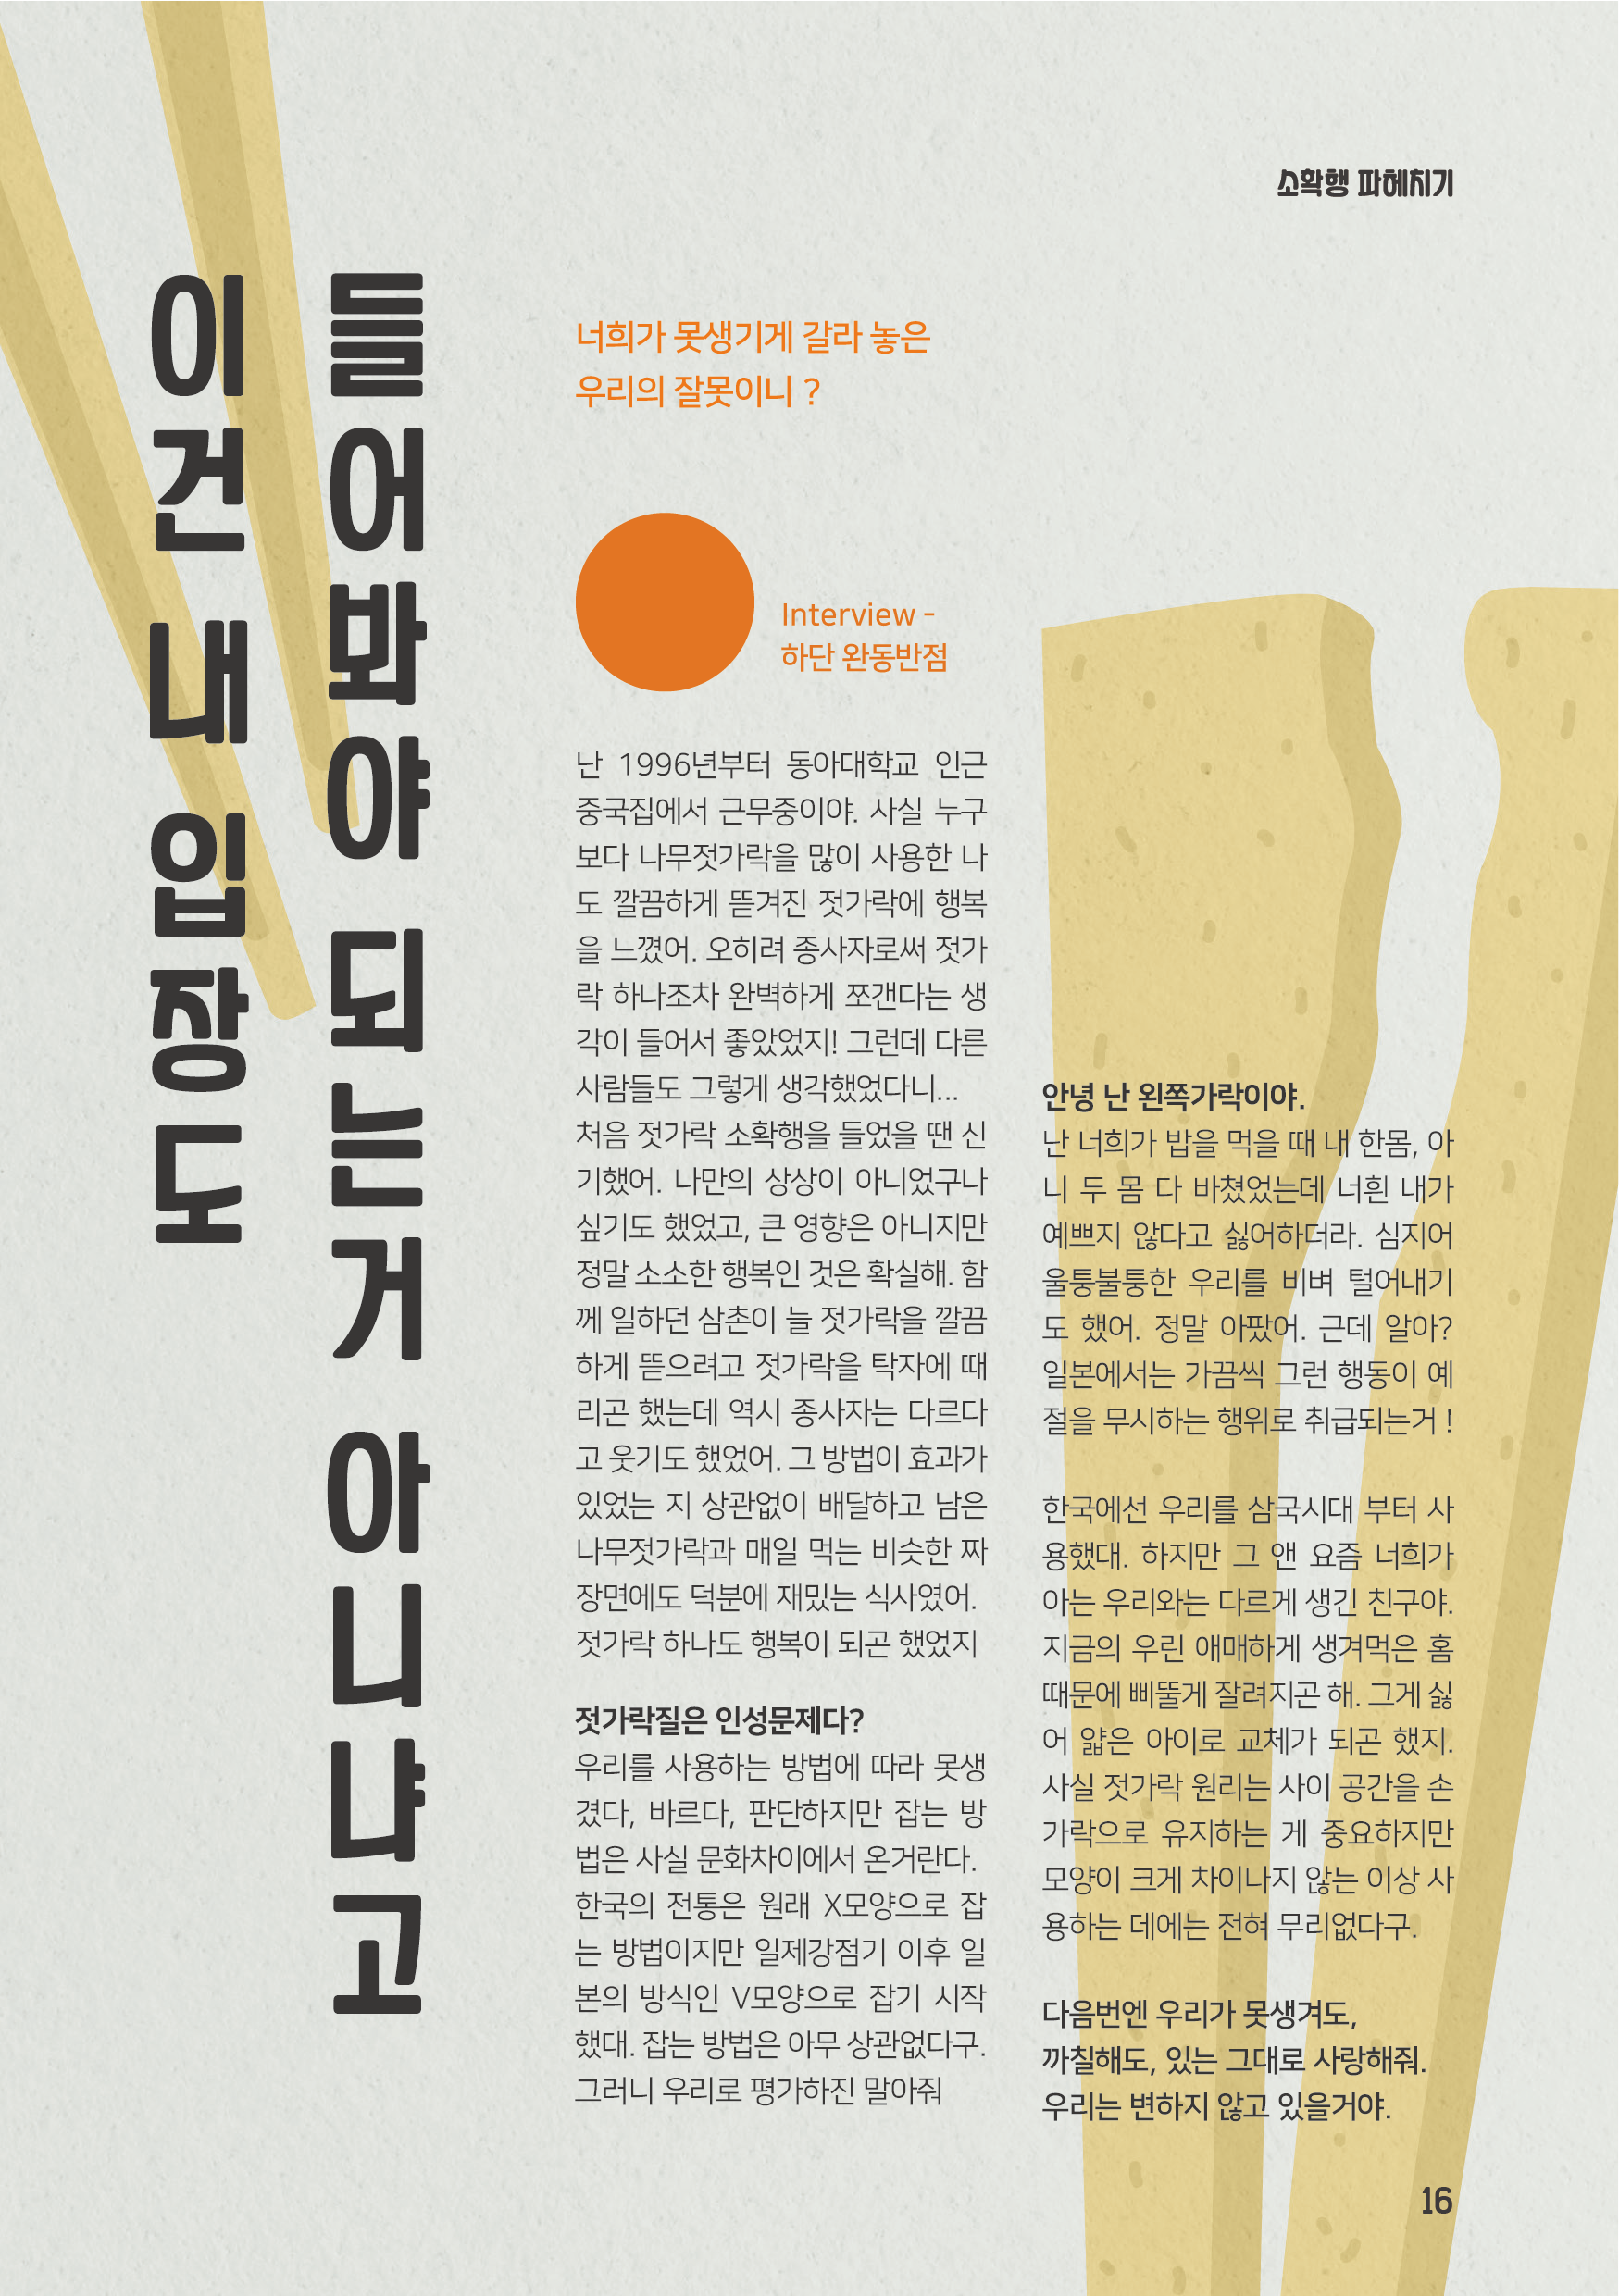 소확행 파헤치기
이건 내 입장도
들어봐야 되는거 아니냐고
너희가 못생기게 갈라 놓은
우리의 잘못이니 ?
Interview -
하단 완동반점
난 1996년부터 동아대학교 인근
중국집에서 근무중이야. 사실 누구
보다 나무젓가락을 많이 사용한 나
도 깔끔하게 뜯겨진 젓가락에 행복
을 느꼈어. 오히려 종사자로써 젓가
락 하나조차 완벽하게 쪼갠다는 생
각이 들어서 좋았었지! 그런데 다른
사람들도 그렇게 생각했었다니...
처음 젓가락 소확행을 들었을 땐 신
기했어. 나만의 상상이 아니었구나
싶기도 했었고, 큰 영향은 아니지만
정말 소소한 행복인 것은 확실해. 함
께 일하던 삼촌이 늘 젓가락을 깔끔
하게 뜯으려고 젓가락을 탁자에 때
리곤 했는데 역시 종사자는 다르다
고 웃기도 했었어. 그 방법이 효과가
있었는 지 상관없이 배달하고 남은
나무젓가락과 매일 먹는 비슷한 짜
장면에도 덕분에 재밌는 식사였어.
젓가락 하나도 행복이 되곤 했었지
젓가락질은 인성문제다?
우리를 사용하는 방법에 따라 못생
겼다, 바르다, 판단하지만 잡는 방
법은 사실 문화차이에서 온거란다.
한국의 전통은 원래 X모양으로 잡
는 방법이지만 일제강점기 이후 일
본의 방식인 V모양으로 잡기 시작
했대. 잡는 방법은 아무 상관없다구.
그러니 우리로 평가하진 말아줘
안녕 난 왼쪽가락이야.
난 너희가 밥을 먹을 때 내 한몸, 아
니 두 몸 다 바쳤었는데 너흰 내가
예쁘지 않다고 싫어하더라. 심지어
울퉁불퉁한 우리를 비벼 털어내기
도 했어. 정말 아팠어. 근데 알아?
일본에서는 가끔씩 그런 행동이 예
절을 무시하는 행위로 취급되는거 !
한국에선 우리를 삼국시대 부터 사
용했대. 하지만 그 앤 요즘 너희가
아는 우리와는 다르게 생긴 친구야.
지금의 우린 애매하게 생겨먹은 홈
때문에 삐뚤게 잘려지곤 해. 그게 싫
어 얇은 아이로 교체가 되곤 했지.
사실 젓가락 원리는 사이 공간을 손
가락으로 유지하는 게 중요하지만
모양이 크게 차이나지 않는 이상 사
용하는 데에는 전혀 무리없다구.
다음번엔 우리가 못생겨도,
까칠해도, 있는 그대로 사랑해줘.
우리는 변하지 않고 있을거야.
16